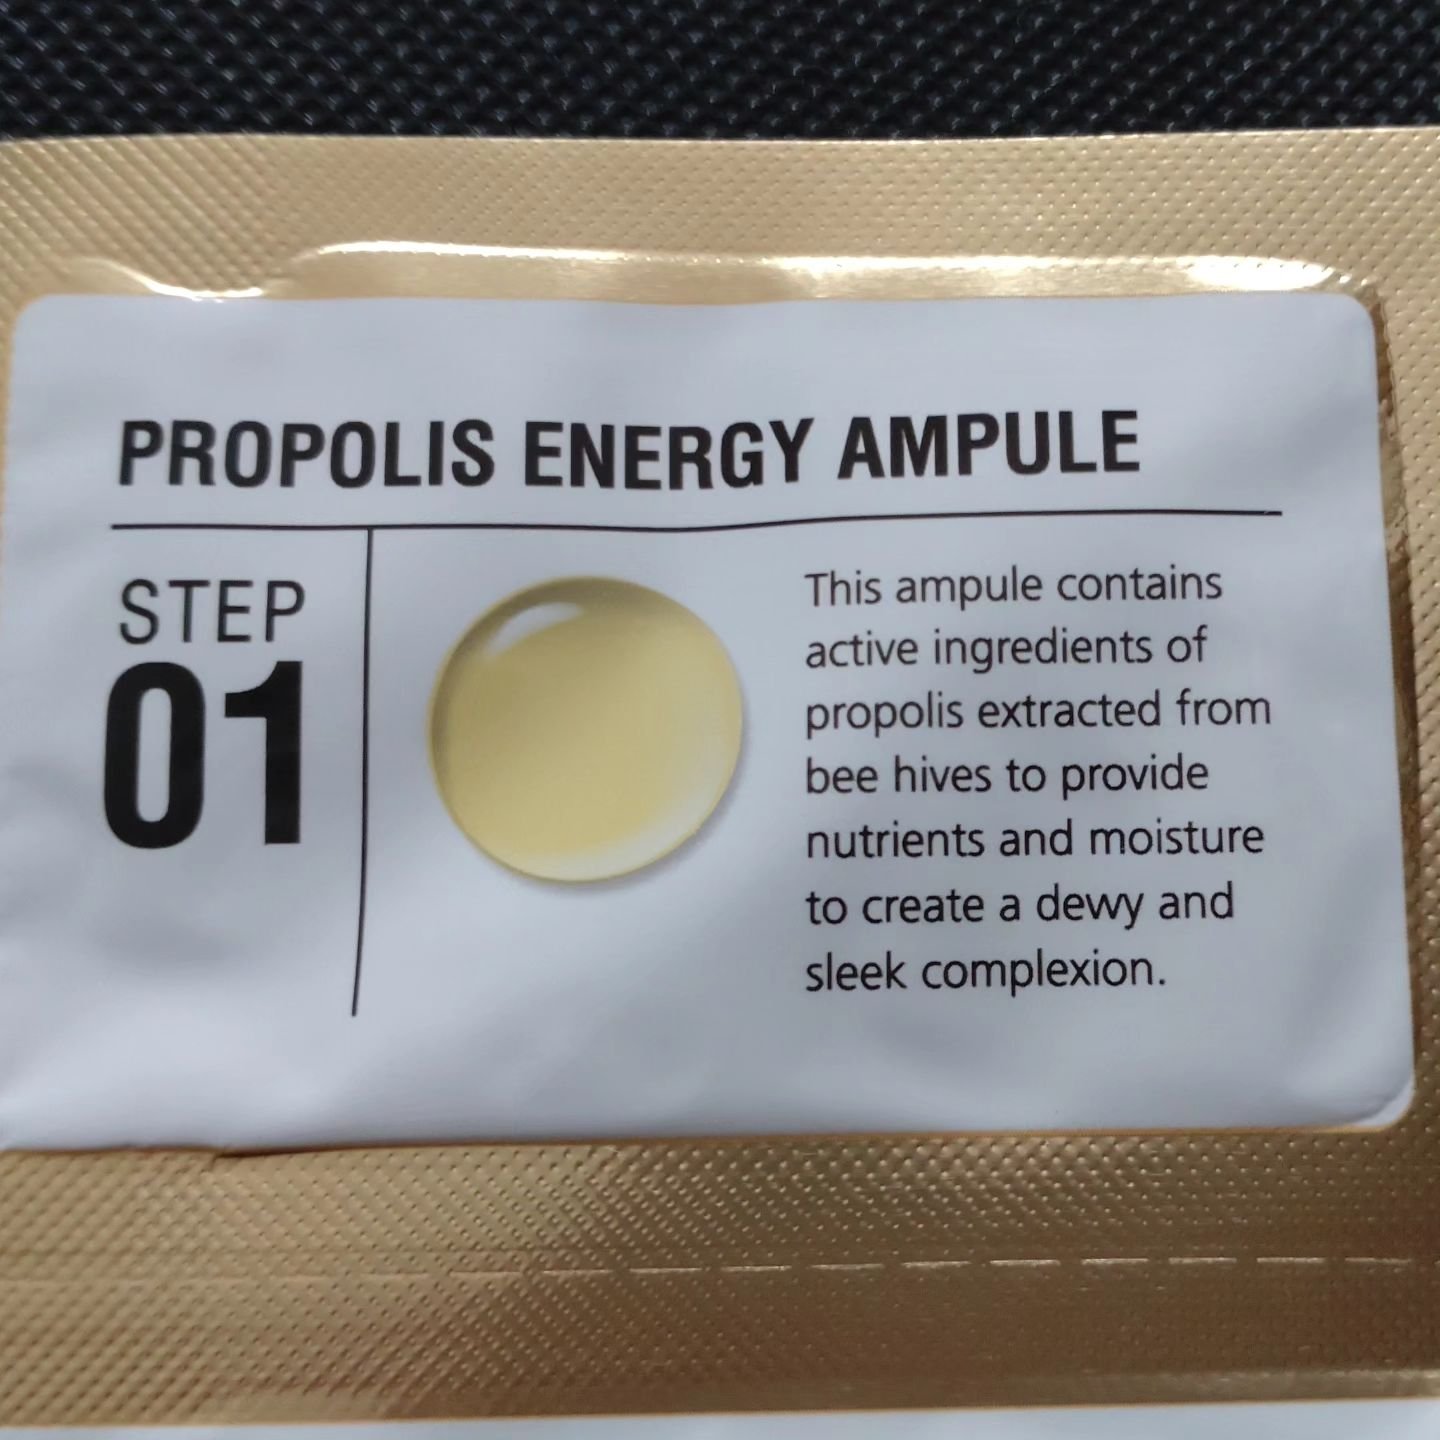 PROPOLIS ENERGY AMPULE
STEP
01
This ampule contains
active ingredients of
propolis extracted from
bee hives to provide
nutrients and moisture
to create a dewy and
sleek complexion.